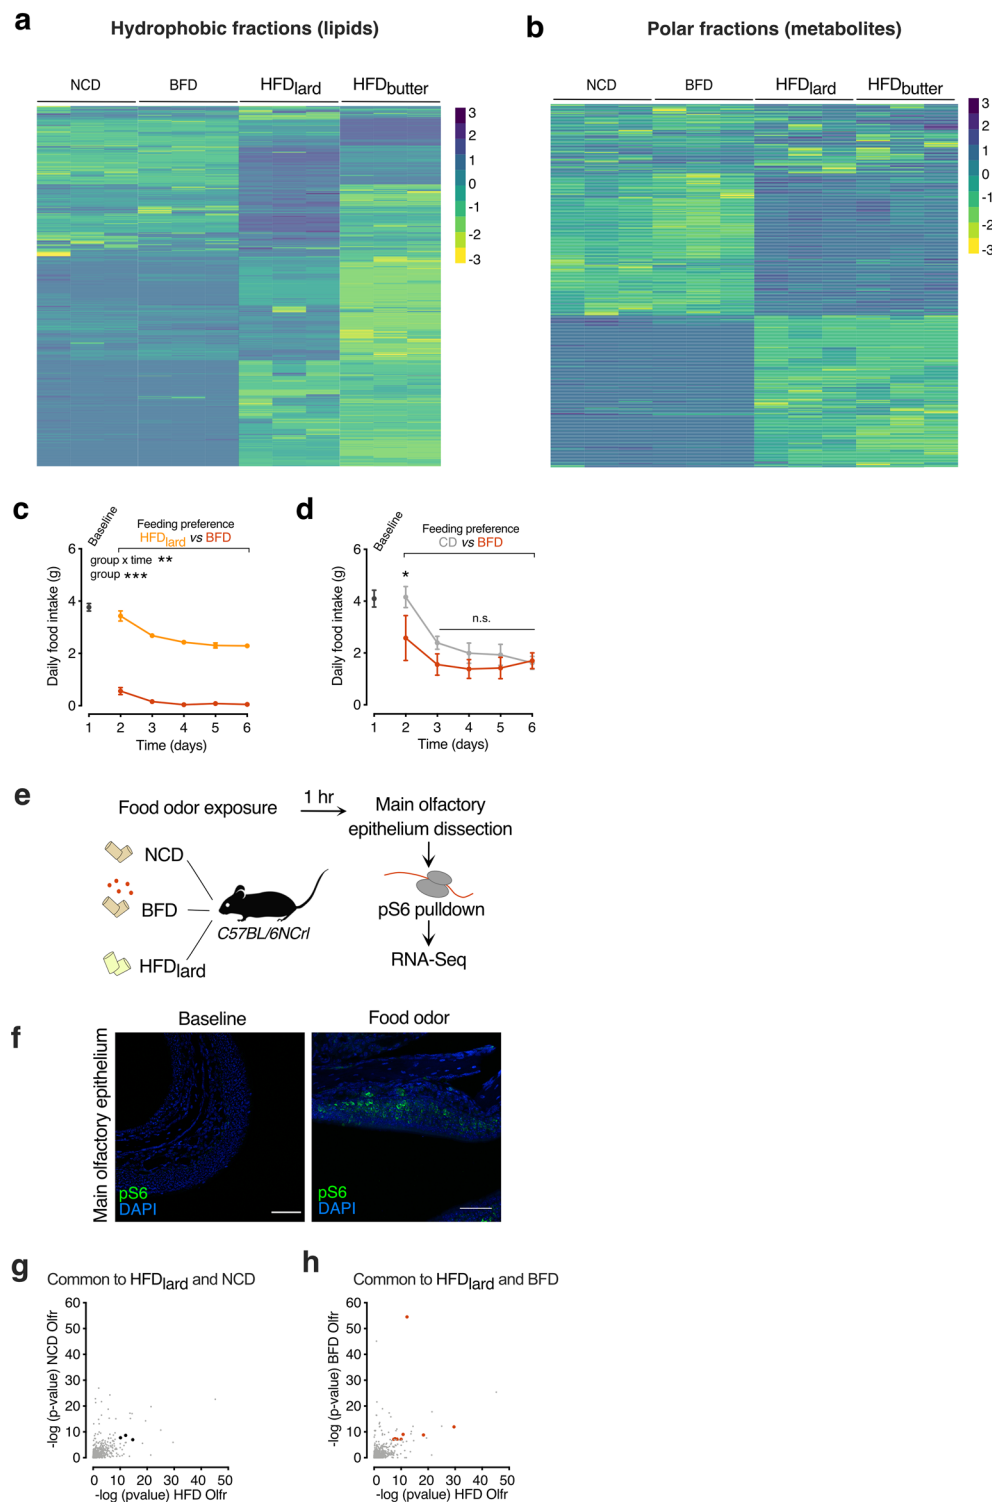 a
Hydrophobic fractions (lipids)
NCD BFD HFDlard HFDbutter
3
2
1
0
-1
-2
-3
b
Polar fractions (metabolites)
NCD BFD HFDlard HFDbutter
3
2
1
0
-1
-2
-3
c
Baseline
Feeding preference
HFDlard vs BFD
group x time **
group ***
Daily food intake (g)
6
4
2
0
1 2 3 4 5 6
Time (days)
d
Baseline
Feeding preference
CD vs BFD
*
n.s.
Daily food intake (g)
6
4
2
0
1 2 3 4 5 6
Time (days)
e
Food odor exposure
1 hr
Main olfactory
epithelium dissection
NCD
BFD
HFDlard
C57BL/6NCrl
pS6 pulldown
RNA-Seq
f
Baseline Food odor
Main olfactory epithelium
pS6
DAPI
pS6
DAPI
g
Common to HFDlard and NCD
-log (p-value) NCD Olfr
60
50
40
30
20
10
0
0 10 20 30 40 50
-log (pvalue) HFD Olfr
h
Common to HFDlard and BFD
-log (p-value) BFD Olfr
60
50
40
30
20
10
0
0 10 20 30 40 50
-log (pvalue) HFD Olfr